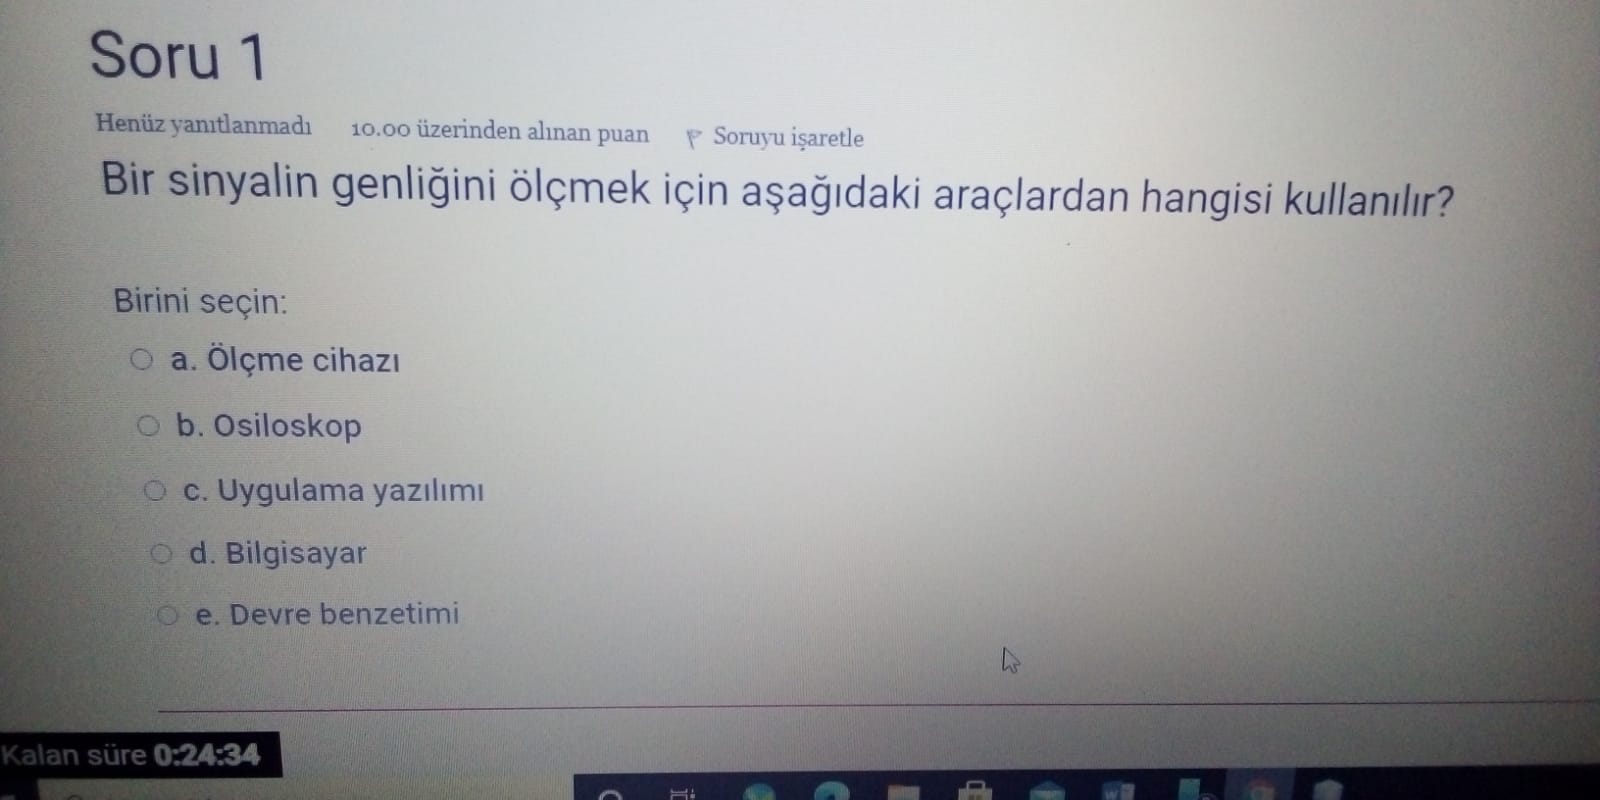 Soru 1
Henüz yanıtlanmadı 10.00 üzerinden alınan puan Soruyu işaretle
Bir sinyalin genliğini ölçmek için aşağıdaki araçlardan hangisi kullanılır?
Birini seçin:
a. Ölçme cihazı
b. Osiloskop
c. Uygulama yazılımı
d. Bilgisayar
e. Devre benzetimi
Kalan süre 0:24:34